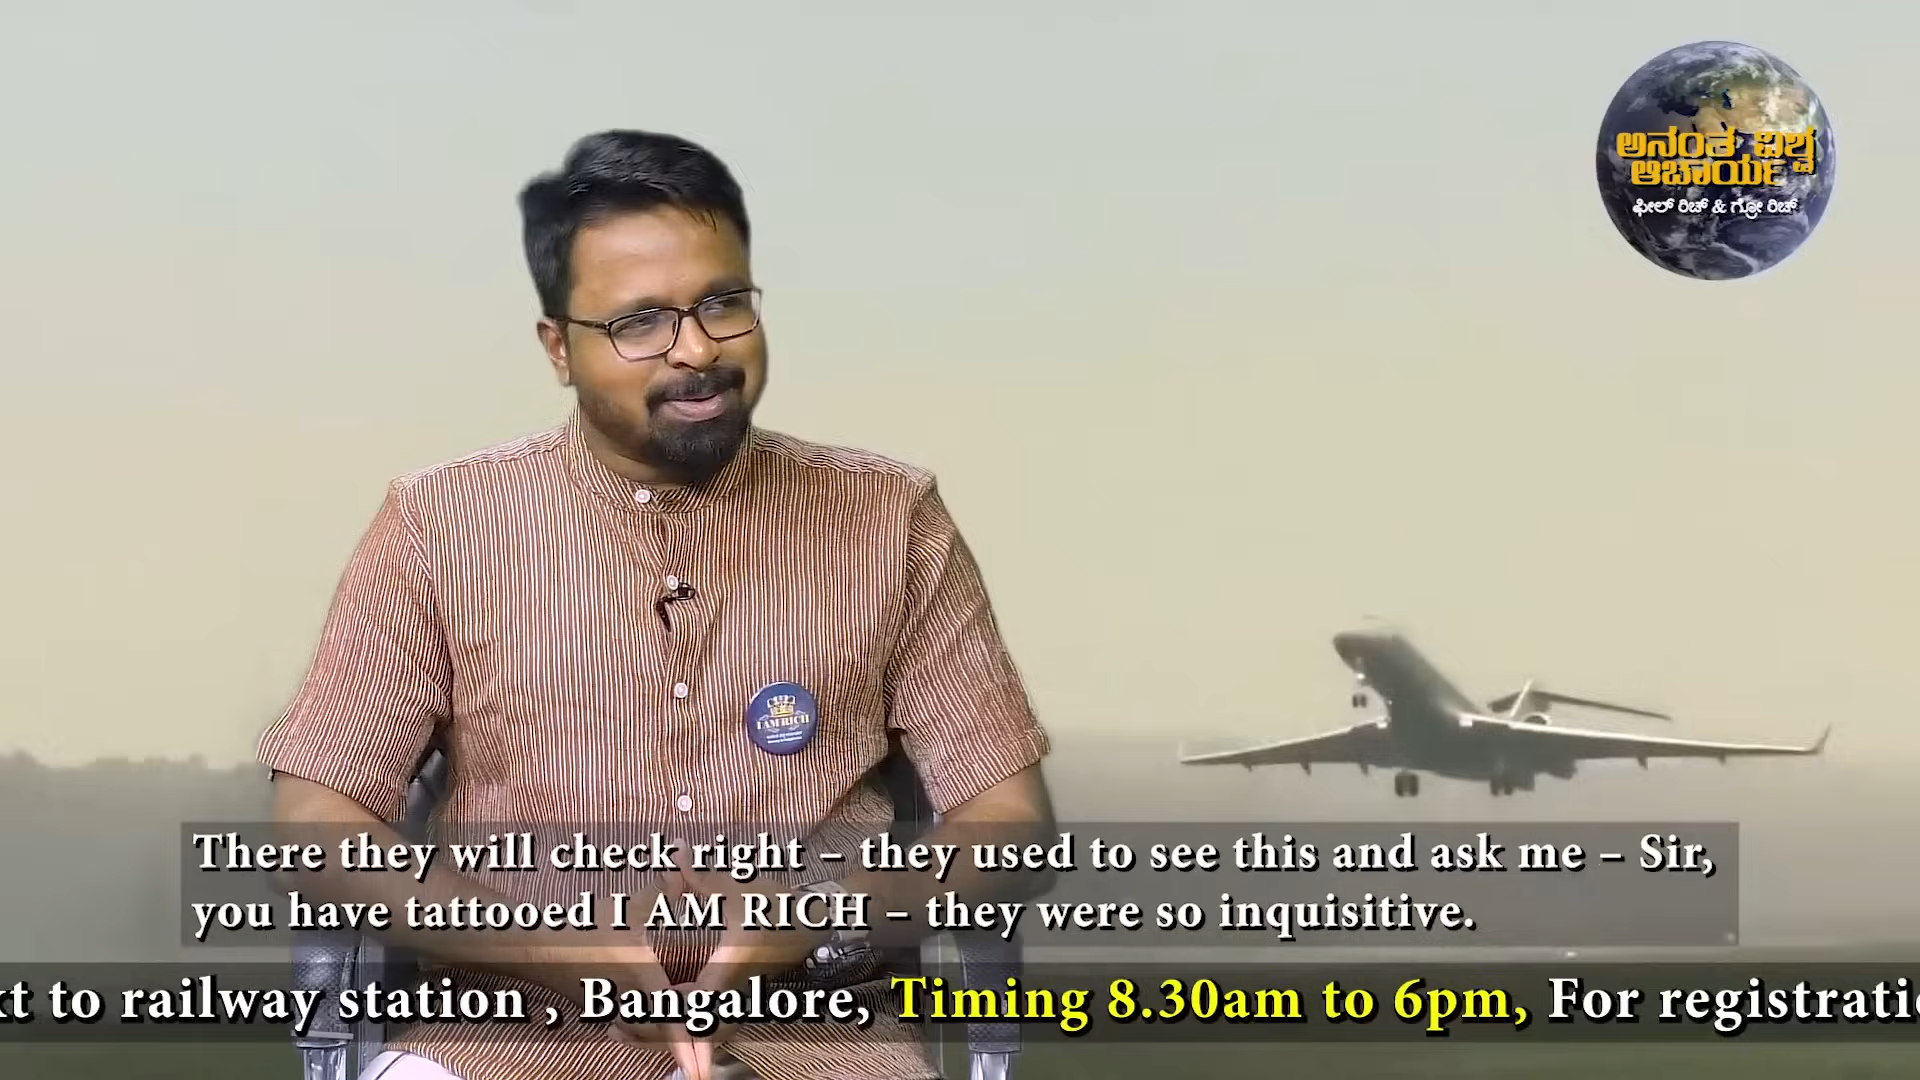 ಅನಂತ ವಿಶ್ವ
ಆಚಾರ್ಯ
ಫೀಲ್ ರಿಚ್ & ಗ್ರೋ ರಿಚ್
I AM RICH
There they will check right – they used to see this and ask me – Sir,
you have tattooed I AM RICH – they were so inquisitive.
to railway station , Bangalore, Timing 8.30am to 6pm, For